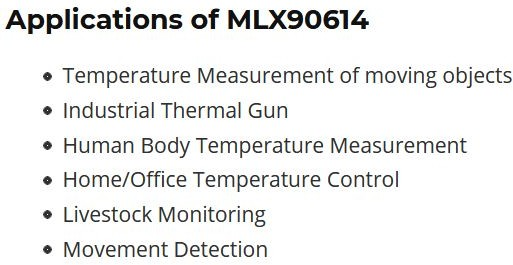 Applications of MLX90614
Temperature Measurement of moving objects
Industrial Thermal Gun
Human Body Temperature Measurement
Home/Office Temperature Control
Livestock Monitoring
Movement Detection